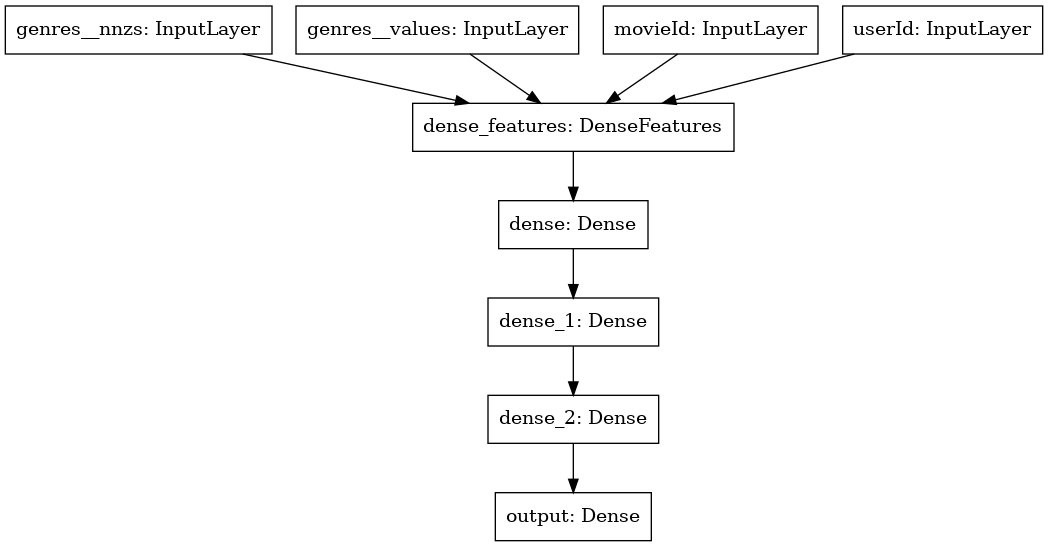 genres__nnzs: InputLayer
genres__values: InputLayer
movieId: InputLayer
userId: InputLayer
dense_features: DenseFeatures
dense: Dense
dense_1: Dense
dense_2: Dense
output: Dense